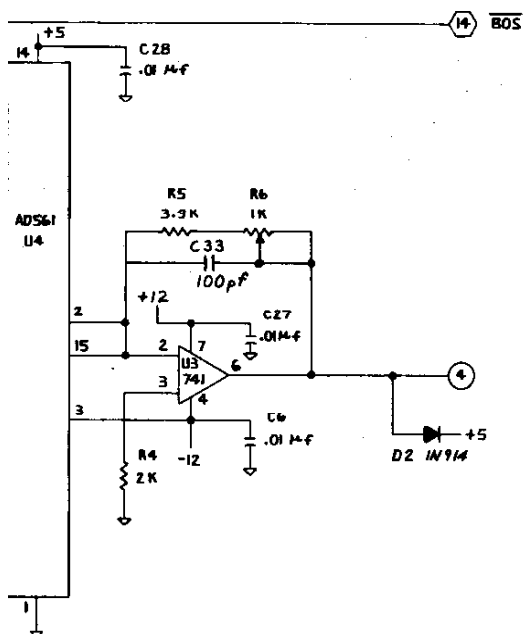 14 BOS
+5
14
C28
.01 Mf
R5
3.9K
R6
1K
AD561
U4
C33
100pf
2
+12
C27
.01Mf
15
2
7
U3
741
6
4
3
3
4
C6
.01 Mf
+5
R4
2K
-12
D2 IN914
1